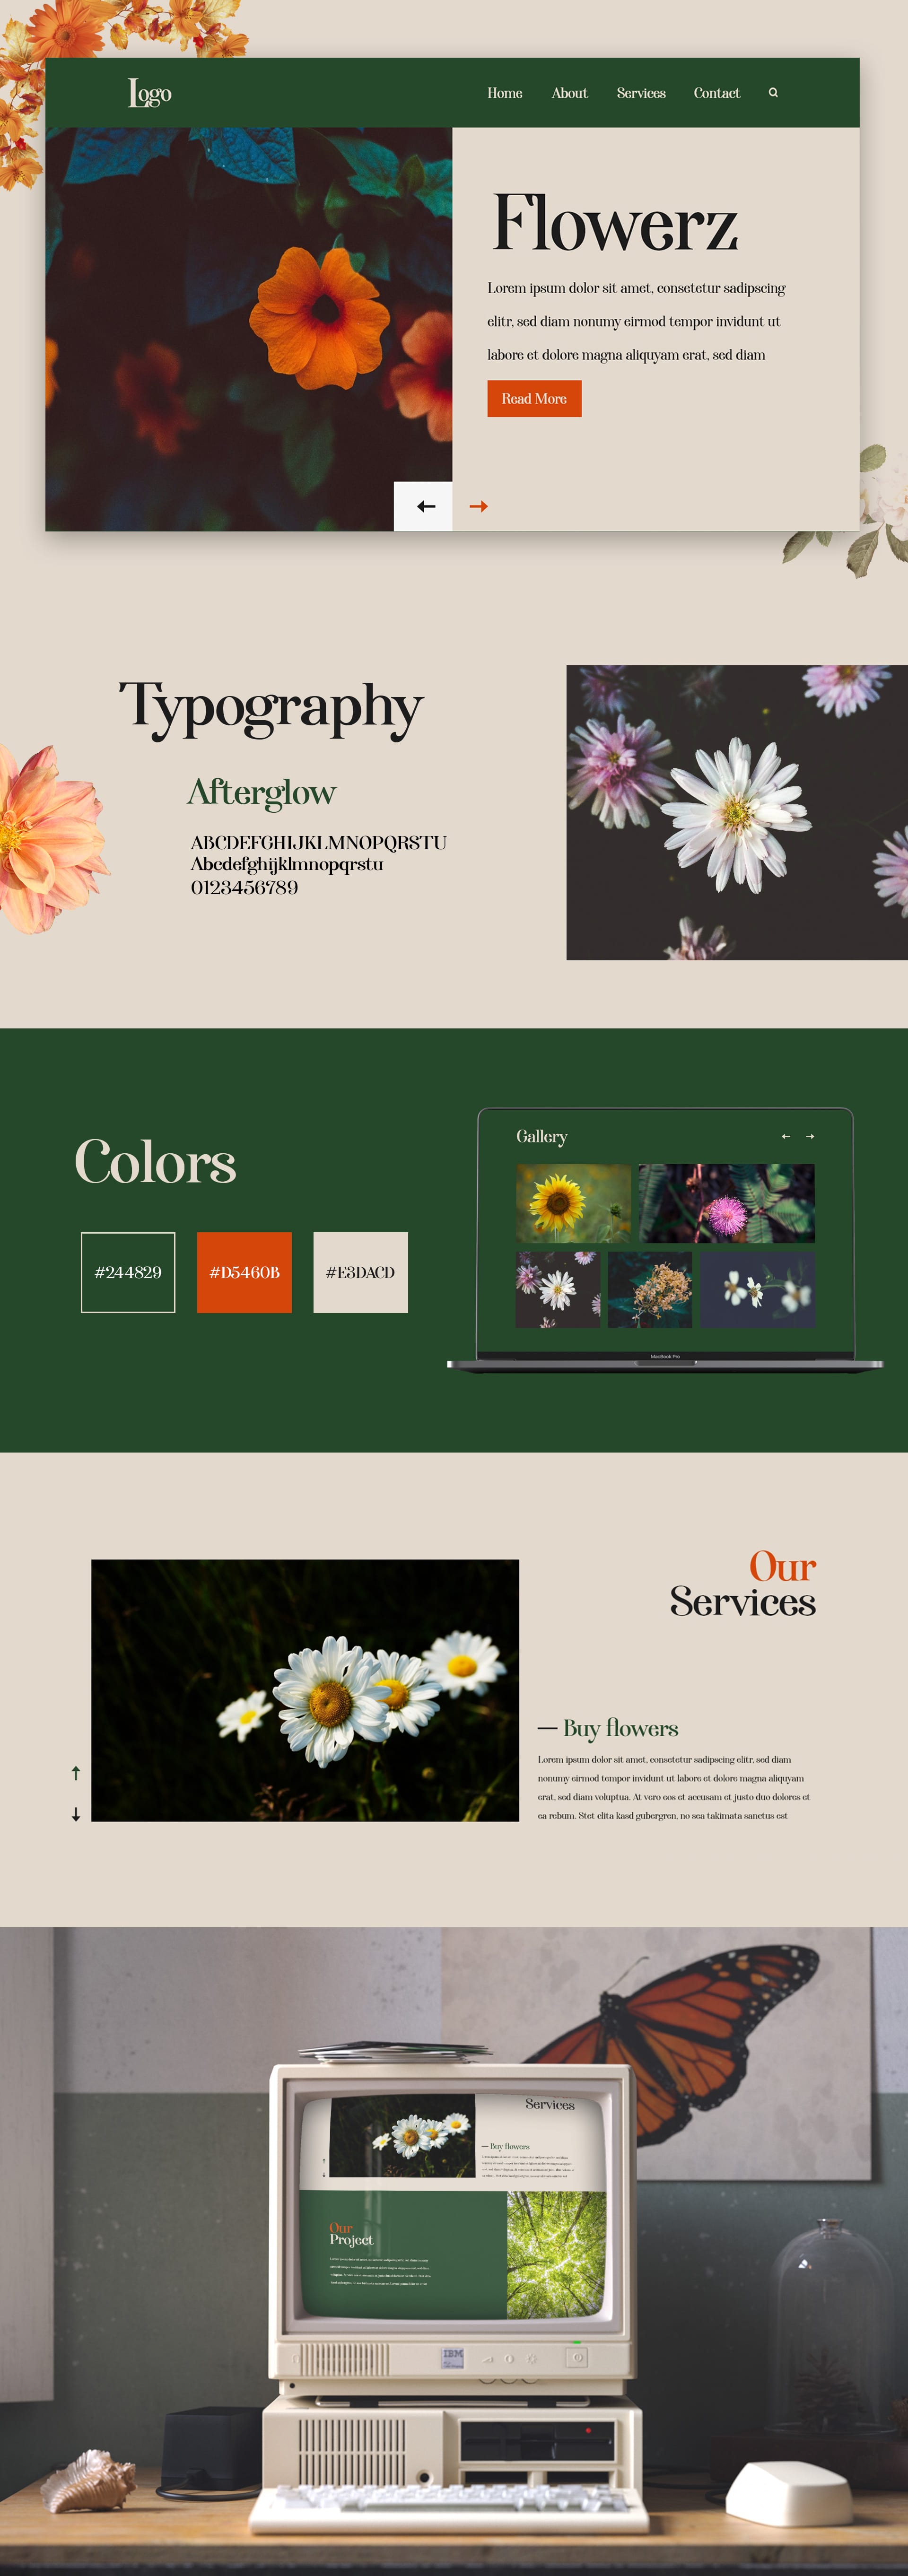 Logo
Home About Services Contact
Flowerz
Lorem ipsum dolor sit amet, consetetur sadipscing
elitr, sed diam nonumy eirmod tempor invidunt ut
labore et dolore magna aliquyam erat, sed diam
Read More
Typography
Afterglow
ABCDEFGHIJKLMNOPQRSTU
Abcdefghijklmnopqrstu
0123456789
Colors
#244829 #D5460B #E3DACD
Gallery
MacBook Pro
Our
Services
Buy flowers
Lorem ipsum dolor sit amet, consetetur sadipscing elitr, sed diam
nonumy eirmod tempor invidunt ut labore et dolore magna aliquyam
erat, sed diam voluptua. At vero eos et accusam et justo duo dolores et
ea rebum. Stet clita kasd gubergren, no sea takimata sanctus est
Services
Buy flowers
Our
Project
IBM